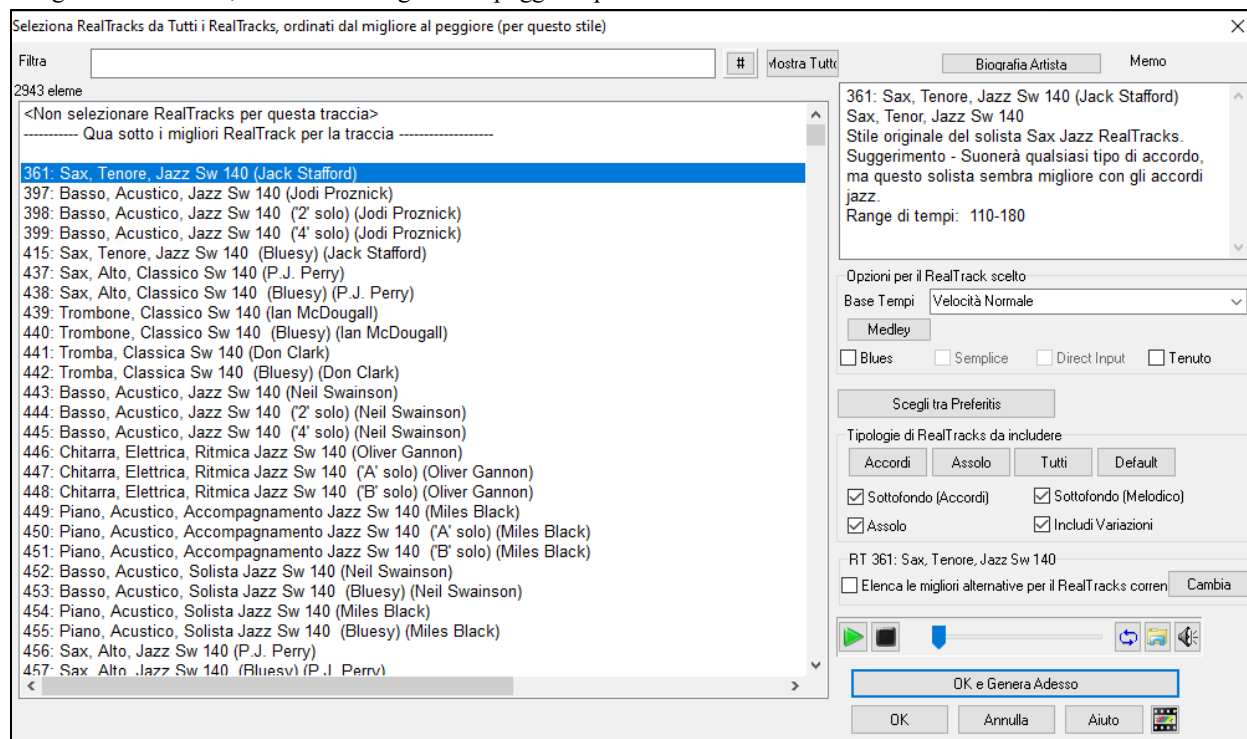 Seleziona RealTracks da Tutti i RealTracks, ordinati dal migliore al peggiore (per questo stile)
Filtra
#
Mostra Tutto
Biografia Artista
Memo
2943 eleme
<Non selezionare RealTracks per questa traccia>
----------- Qua sotto i migliori RealTrack per la traccia -------------------
361: Sax, Tenore, Jazz Sw 140 (Jack Stafford)
397: Basso, Acustico, Jazz Sw 140 (Jodi Proznick)
398: Basso, Acustico, Jazz Sw 140 ('2' solo) (Jodi Proznick)
399: Basso, Acustico, Jazz Sw 140 ('4' solo) (Jodi Proznick)
415: Sax, Tenore, Jazz Sw 140 (Bluesy) (Jack Stafford)
437: Sax, Alto, Classico Sw 140 (P.J. Perry)
438: Sax, Alto, Classico Sw 140 (Bluesy) (P.J. Perry)
439: Trombone, Classico Sw 140 (Ian McDougall)
440: Trombone, Classico Sw 140 (Bluesy) (Ian McDougall)
441: Tromba, Classica Sw 140 (Don Clark)
442: Tromba, Classica Sw 140 (Bluesy) (Don Clark)
443: Basso, Acustico, Jazz Sw 140 (Neil Swainson)
444: Basso, Acustico, Jazz Sw 140 ('2' solo) (Neil Swainson)
445: Basso, Acustico, Jazz Sw 140 ('4' solo) (Neil Swainson)
446: Chitarra, Elettrica, Ritmica Jazz Sw 140 (Oliver Gannon)
447: Chitarra, Elettrica, Ritmica Jazz Sw 140 ('A' solo) (Oliver Gannon)
448: Chitarra, Elettrica, Ritmica Jazz Sw 140 ('B' solo) (Oliver Gannon)
449: Piano, Acustico, Accompagnamento Jazz Sw 140 (Miles Black)
450: Piano, Acustico, Accompagnamento Jazz Sw 140 ('A' solo) (Miles Black)
451: Piano, Acustico, Accompagnamento Jazz Sw 140 ('B' solo) (Miles Black)
452: Basso, Acustico, Solista Jazz Sw 140 (Neil Swainson)
453: Basso, Acustico, Solista Jazz Sw 140 (Bluesy) (Neil Swainson)
454: Piano, Acustico, Solista Jazz Sw 140 (Miles Black)
455: Piano, Acustico, Solista Jazz Sw 140 (Bluesy) (Miles Black)
456: Sax, Alto, Jazz Sw 140 (P.J. Perry)
457: Sax, Alto, Jazz Sw 140 (Bluesy) (P.J. Perry)
361: Sax, Tenore, Jazz Sw 140 (Jack Stafford)
Sax, Tenor, Jazz Sw 140
Stile originale del solista Sax Jazz RealTracks.
Suggerimento - Suonerà qualsiasi tipo di accordo,
ma questo solista sembra migliore con gli accordi
jazz.
Range di tempi: 110-180
Opzioni per il RealTrack scelto
Base Tempi Velocità Normale
Medley
Blues Semplice Direct Input Tenuto
Scegli tra Preferitis
Tipologie di RealTracks da includere
Accordi Assolo Tutti Default
Sottofondo (Accordi) Sottofondo (Melodico)
Assolo Includi Variazioni
RT 361: Sax, Tenore, Jazz Sw 140
Elenca le migliori alternative per il RealTracks corren Cambia
OK e Genera Adesso
OK Annulla Aiuto